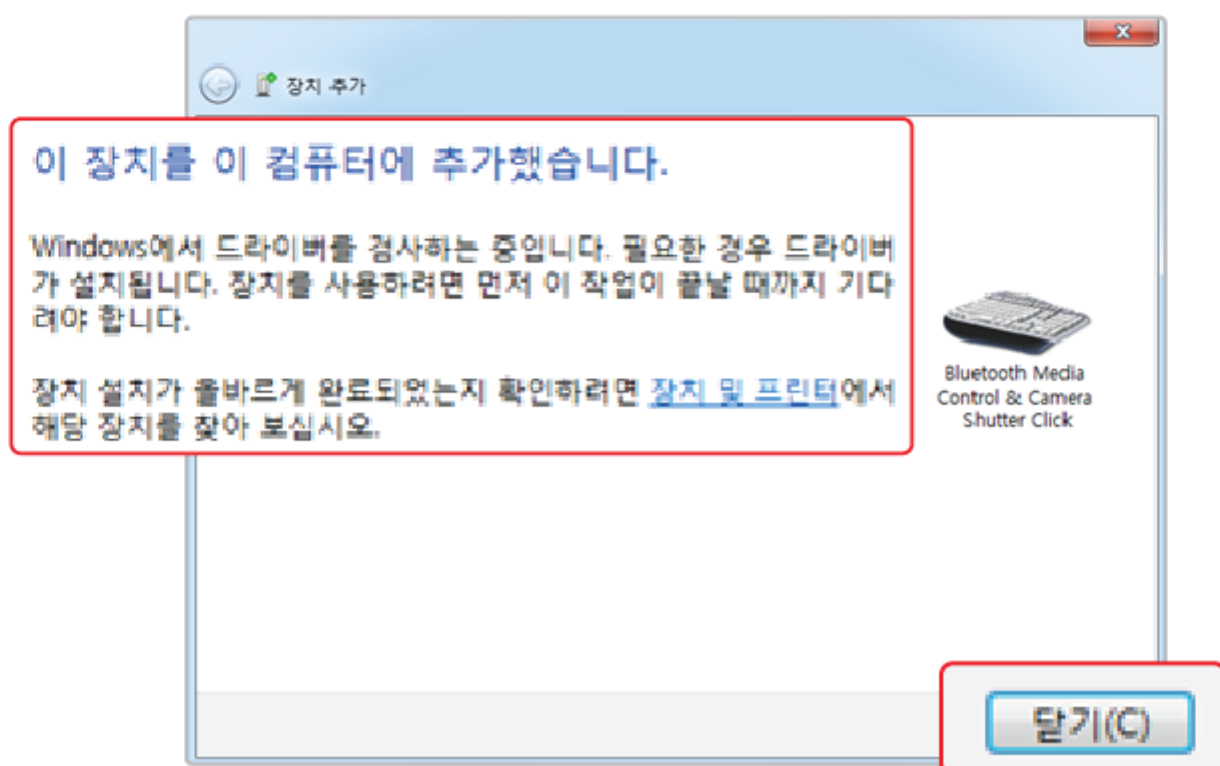 장치 추가
이 장치를 이 컴퓨터에 추가했습니다.
Windows에서 드라이버를 검사하는 중입니다. 필요한 경우 드라이버
가 설치됩니다. 장치를 사용하려면 먼저 이 작업이 끝날 때까지 기다
려야 합니다.
장치 설치가 올바르게 완료되었는지 확인하려면 장치 및 프린터에서
해당 장치를 찾아 보십시오.
Bluetooth Media
Control & Camera
Shutter Click
닫기(C)